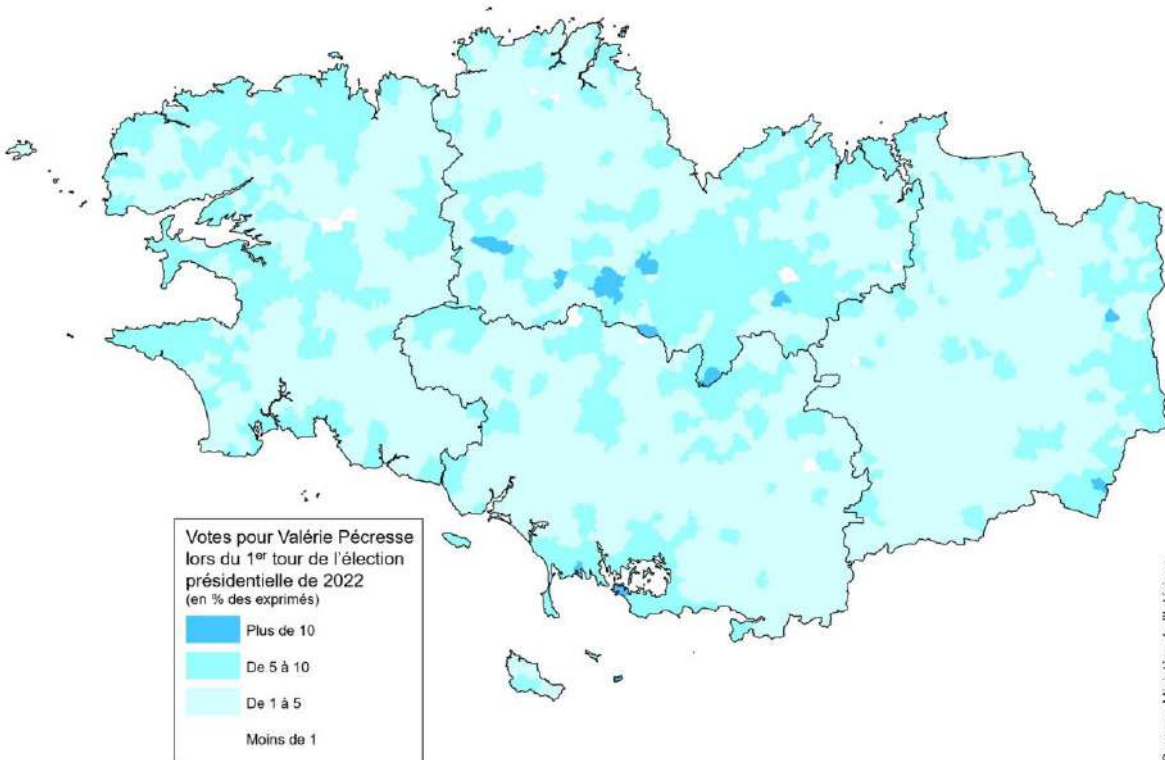 Votes pour Valérie Pécresse
lors du 1er tour de l'élection
présidentielle de 2022
(en % des exprimés)
Plus de 10
De 5 à 10
De 1 à 5
Moins de 1